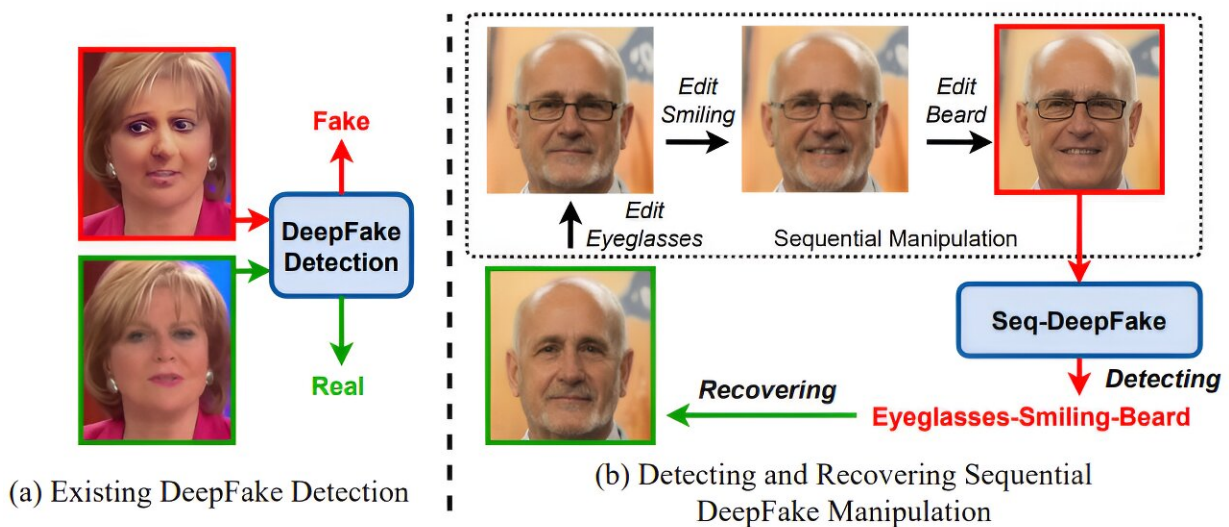 Fake
DeepFake
Detection
Real
(a) Existing DeepFake Detection
Edit
Smiling
Edit
Beard
Edit
Eyeglasses
Sequential Manipulation
Seq-DeepFake
Detecting
Eyeglasses-Smiling-Beard
Recovering
(b) Detecting and Recovering Sequential
DeepFake Manipulation